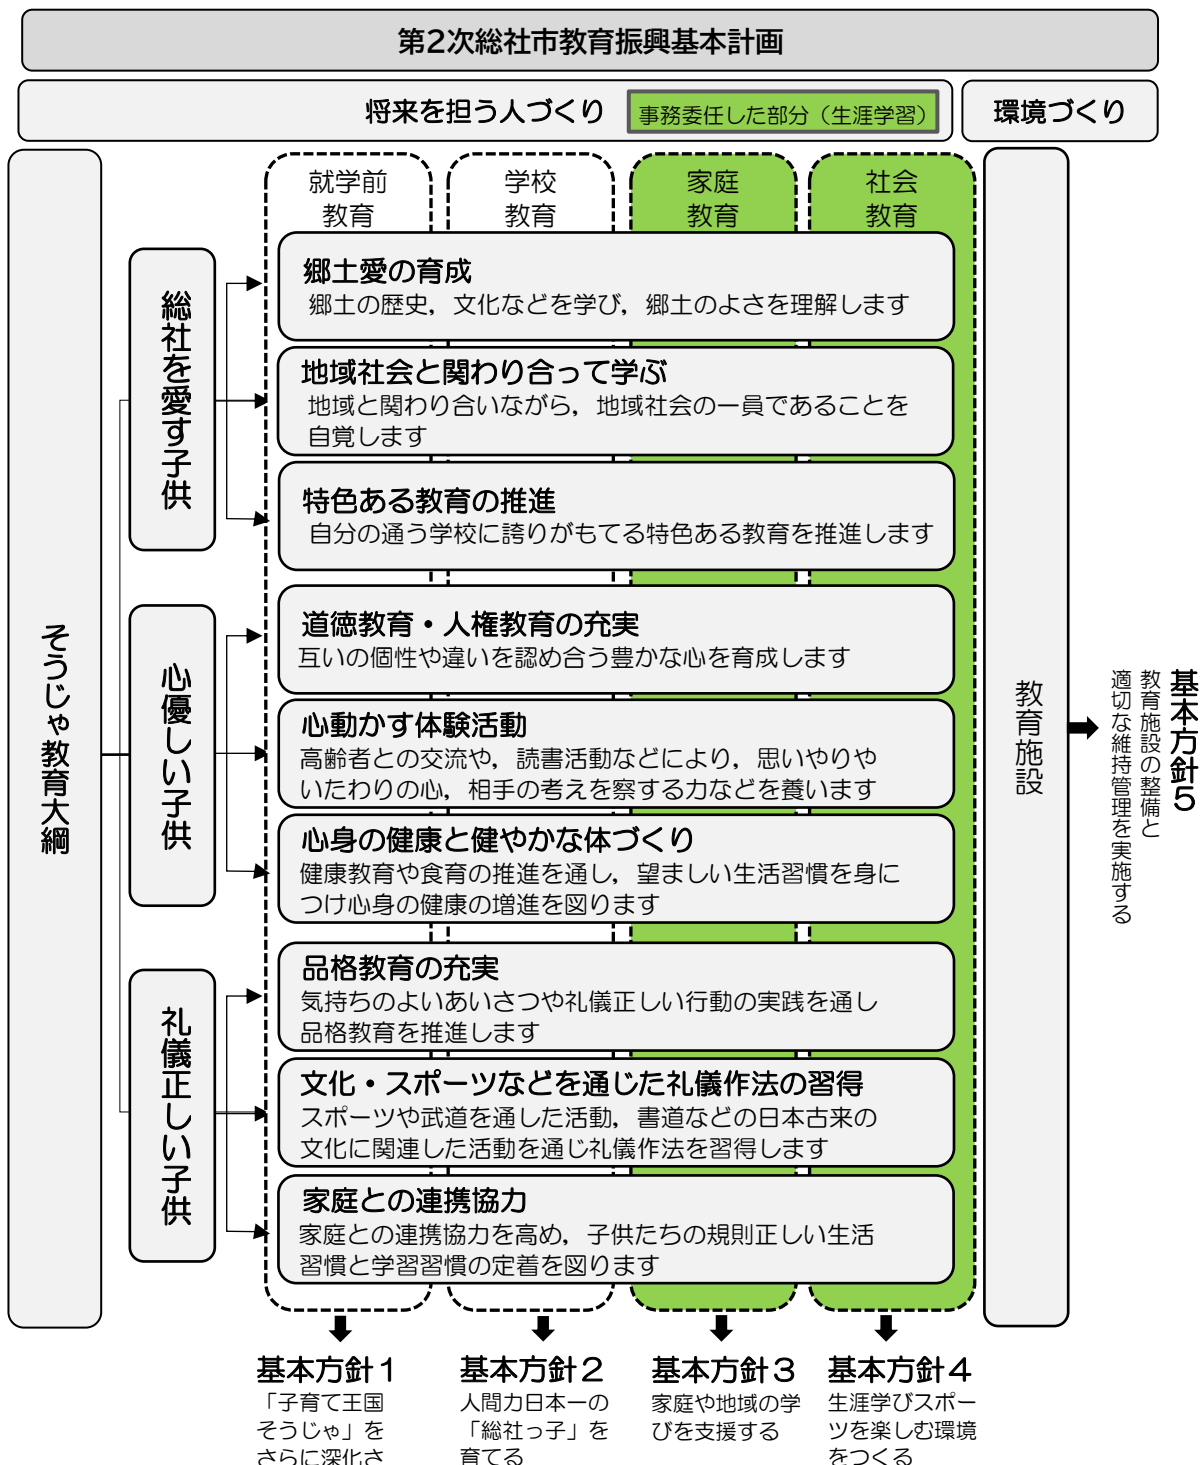 第2次総社市教育振興基本計画
将来を担う人づくり
事務委任した部分（生涯学習）
環境づくり
そうじゃ教育大綱
就学前
教育
学校
教育
家庭
教育
社会
教育
総社を愛す子供
郷土愛の育成
郷土の歴史，文化などを学び，郷土のよさを理解します
地域社会と関わり合って学ぶ
地域と関わり合いながら，地域社会の一員であることを
自覚します
特色ある教育の推進
自分の通う学校に誇りがもてる特色ある教育を推進します
心優しい子供
道徳教育・人権教育の充実
互いの個性や違いを認め合う豊かな心を育成します
心動かす体験活動
高齢者との交流や，読書活動などにより，思いやりや
いたわりの心，相手の考えを察する力などを養います
心身の健康と健やかな体づくり
健康教育や食育の推進を通し，望ましい生活習慣を身に
つけ心身の健康の増進を図ります
礼儀正しい子供
品格教育の充実
気持ちのよいあいさつや礼儀正しい行動の実践を通し
品格教育を推進します
文化・スポーツなどを通じた礼儀作法の習得
スポーツや武道を通した活動，書道などの日本古来の
文化に関連した活動を通じ礼儀作法を習得します
家庭との連携協力
家庭との連携協力を高め，子供たちの規則正しい生活
習慣と学習習慣の定着を図ります
教育施設
基本方針５
教育施設の整備と
適切な維持管理を実施する
基本方針１
「子育て王国
そうじゃ」を
さらに深化さ
基本方針２
人間力日本一の
「総社っ子」を
育てる
基本方針３
家庭や地域の学
びを支援する
基本方針４
生涯学びスポー
ツを楽しむ環境
をつくる